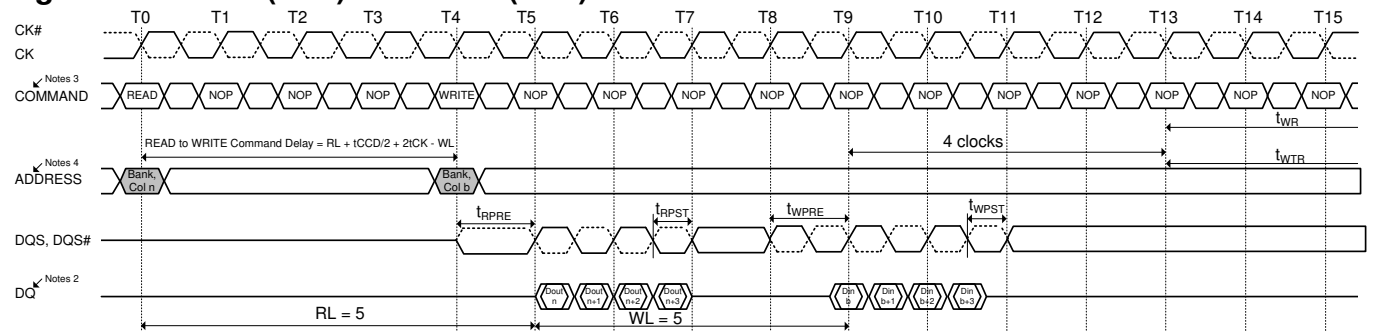 T0 T1 T2 T3 T4 T5 T6 T7 T8 T9 T10 T11 T12 T13 T14 T15
CK#
CK
Notes 3
COMMAND READ NOP NOP NOP WRITE NOP NOP NOP NOP NOP NOP NOP NOP NOP NOP NOP
tWR
READ to WRITE Command Delay = RL + tCCD/2 + 2tCK - WL
4 clocks
tWTR
Notes 4
ADDRESS
Bank, Bank,
Col n Col b
tRPRE tRPST tWPRE tWPST
DQS, DQS#
Notes 2
DQ
Dout Dout Dout Dout Din Din Din Din
n n+1 n+2 n+3 b b+1 b+2 b+3
RL = 5 WL = 5